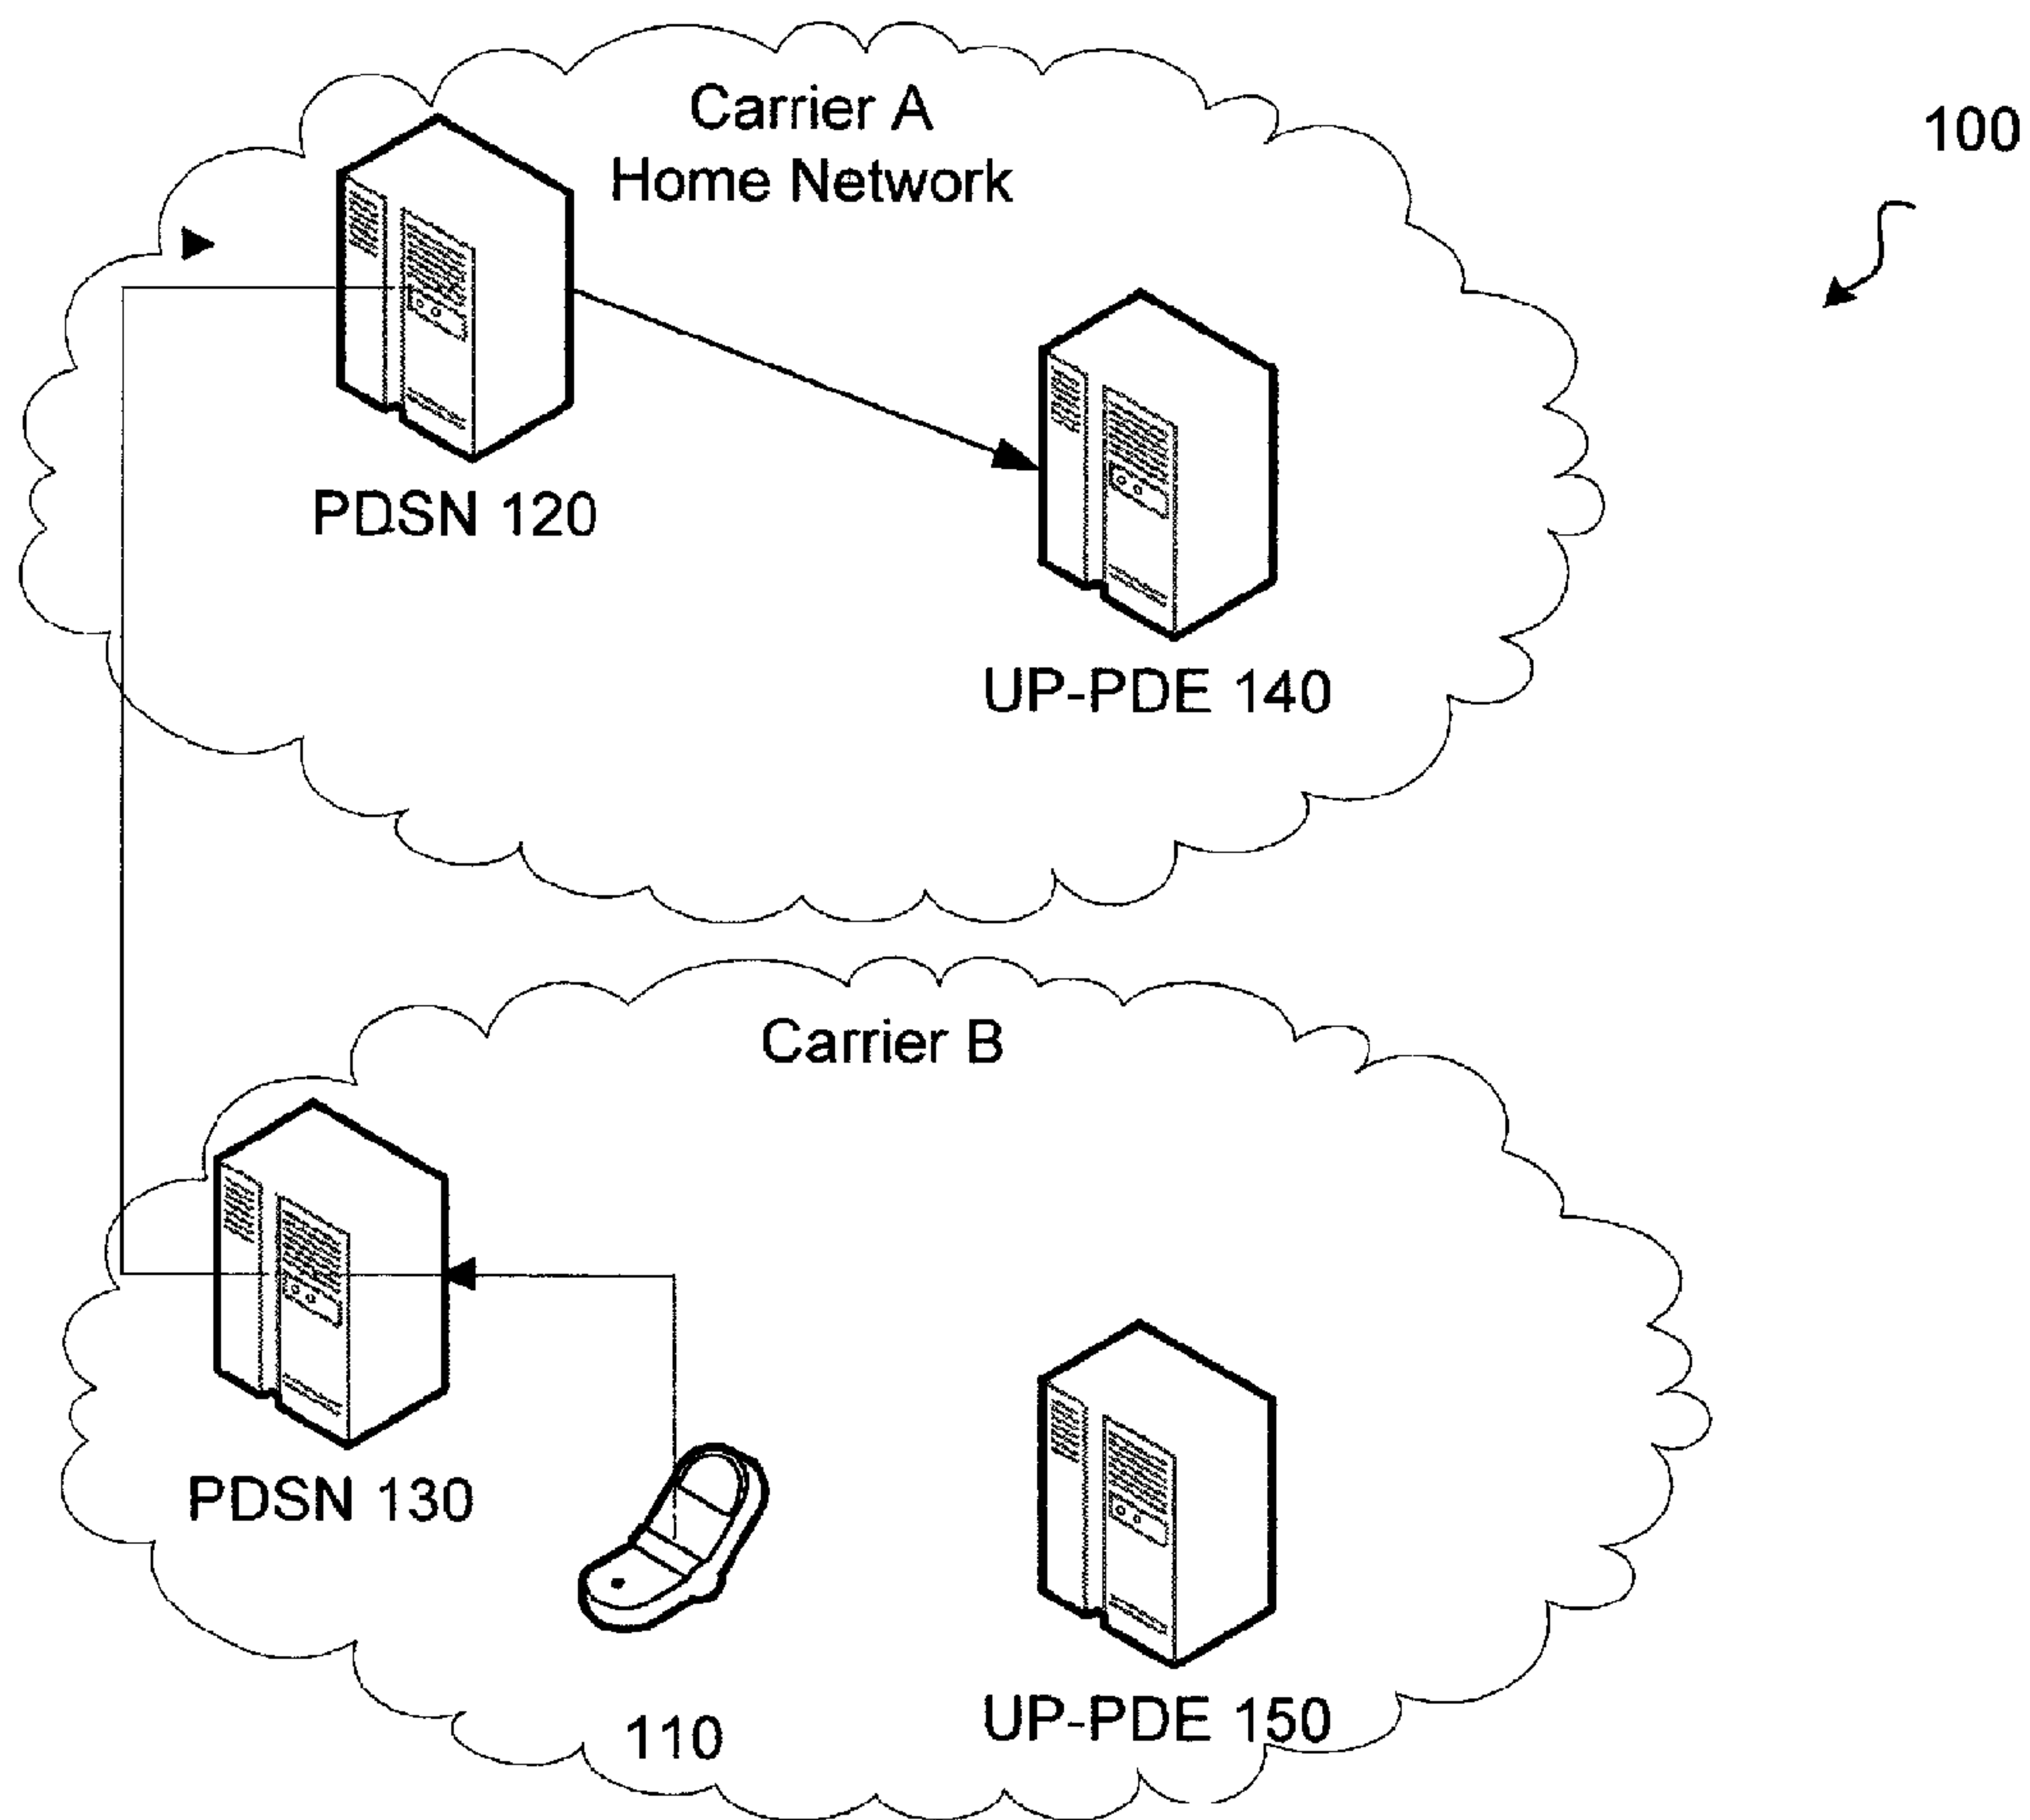 Carrier A
Home Network
100
PDSN 120
UP-PDE 140
Carrier B
PDSN 130
110
UP-PDE 150